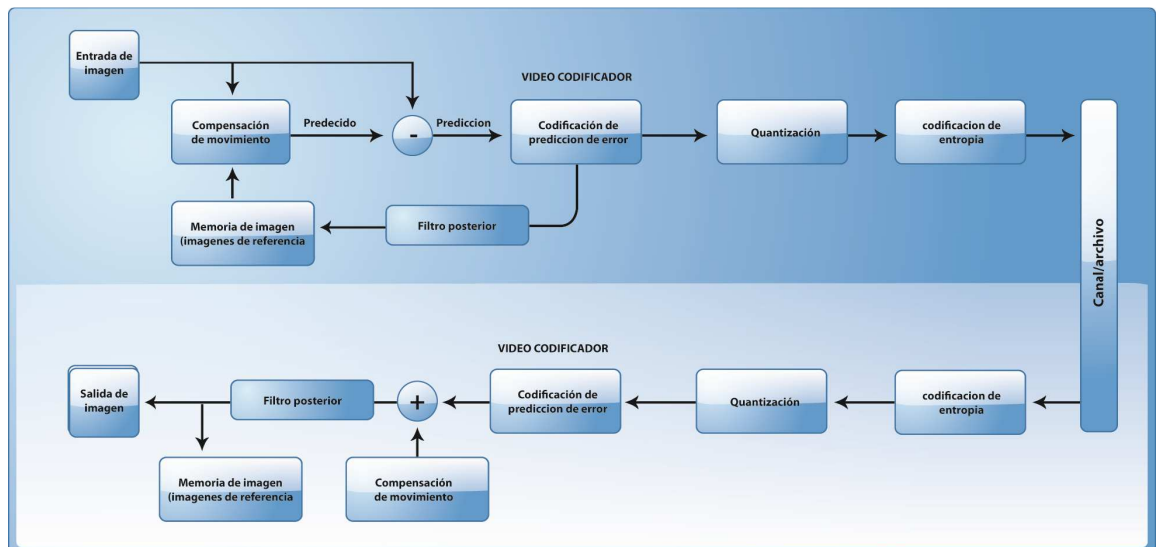 Entrada de
imagen
VIDEO CODIFICADOR
Compensación
de movimiento
Predecido
-
Prediccion
Codificación de
prediccion de error
Quantización
codificacion de
entropia
Memoria de imagen
(imagenes de referencia
Filtro posterior
Canal/archivo
VIDEO CODIFICADOR
Salida de
imagen
Filtro posterior
+
Codificación de
prediccion de error
Quantización
codificacion de
entropia
Memoria de imagen
(imagenes de referencia
Compensación
de movimiento